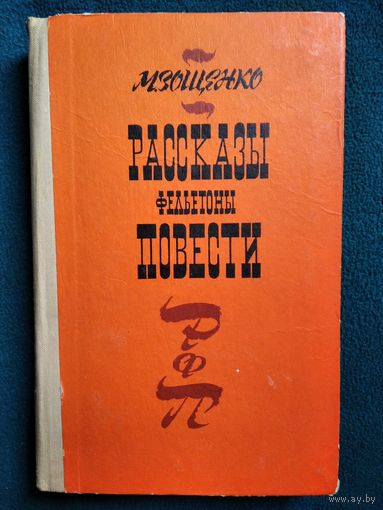 М.ЗОЩЕНКО
РАССКАЗЫ
ФЕЛЬЕТОНЫ
ПОВЕСТИ
Р
Ф
П
www.ay.by